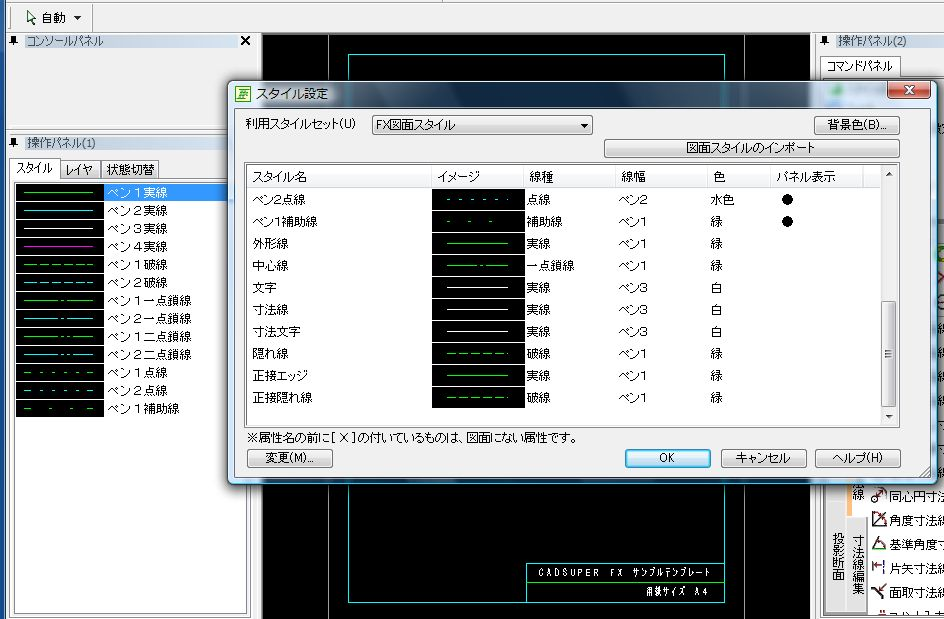 自動
コンソールパネル
操作パネル(2)
コマンドパネル
操作パネル(1)
スタイル レイヤ 状態切替
ペン1実線
ペン2実線
ペン3実線
ペン4実線
ペン1破線
ペン2破線
ペン1一点鎖線
ペン2一点鎖線
ペン1二点鎖線
ペン2二点鎖線
ペン1点線
ペン2点線
ペン1補助線
スタイル設定
利用スタイルセット(U) FX図面スタイル 背景色(B)...
図面スタイルのインポート
スタイル名 イメージ 線種 線幅 色 パネル表示
ペン2点線 点線 ペン2 水色 ●
ペン1補助線 補助線 ペン1 緑 ●
外形線 実線 ペン1 緑
中心線 一点鎖線 ペン1 緑
文字 実線 ペン3 白
寸法線 実線 ペン3 白
寸法文字 実線 ペン3 白
隠れ線 破線 ペン1 緑
正接エッジ 実線 ペン1 緑
正接隠れ線 破線 ペン1 緑
※属性名の前に[×]の付いているものは、図面にない属性です。
変更(M)... OK キャンセル ヘルプ(H)
CADSUPER FX サンプルテンプレート
用紙サイズ A4
投影断面
寸法線編集
同心円寸法
角度寸法線
基準角度寸
片矢寸法線
面取寸法線